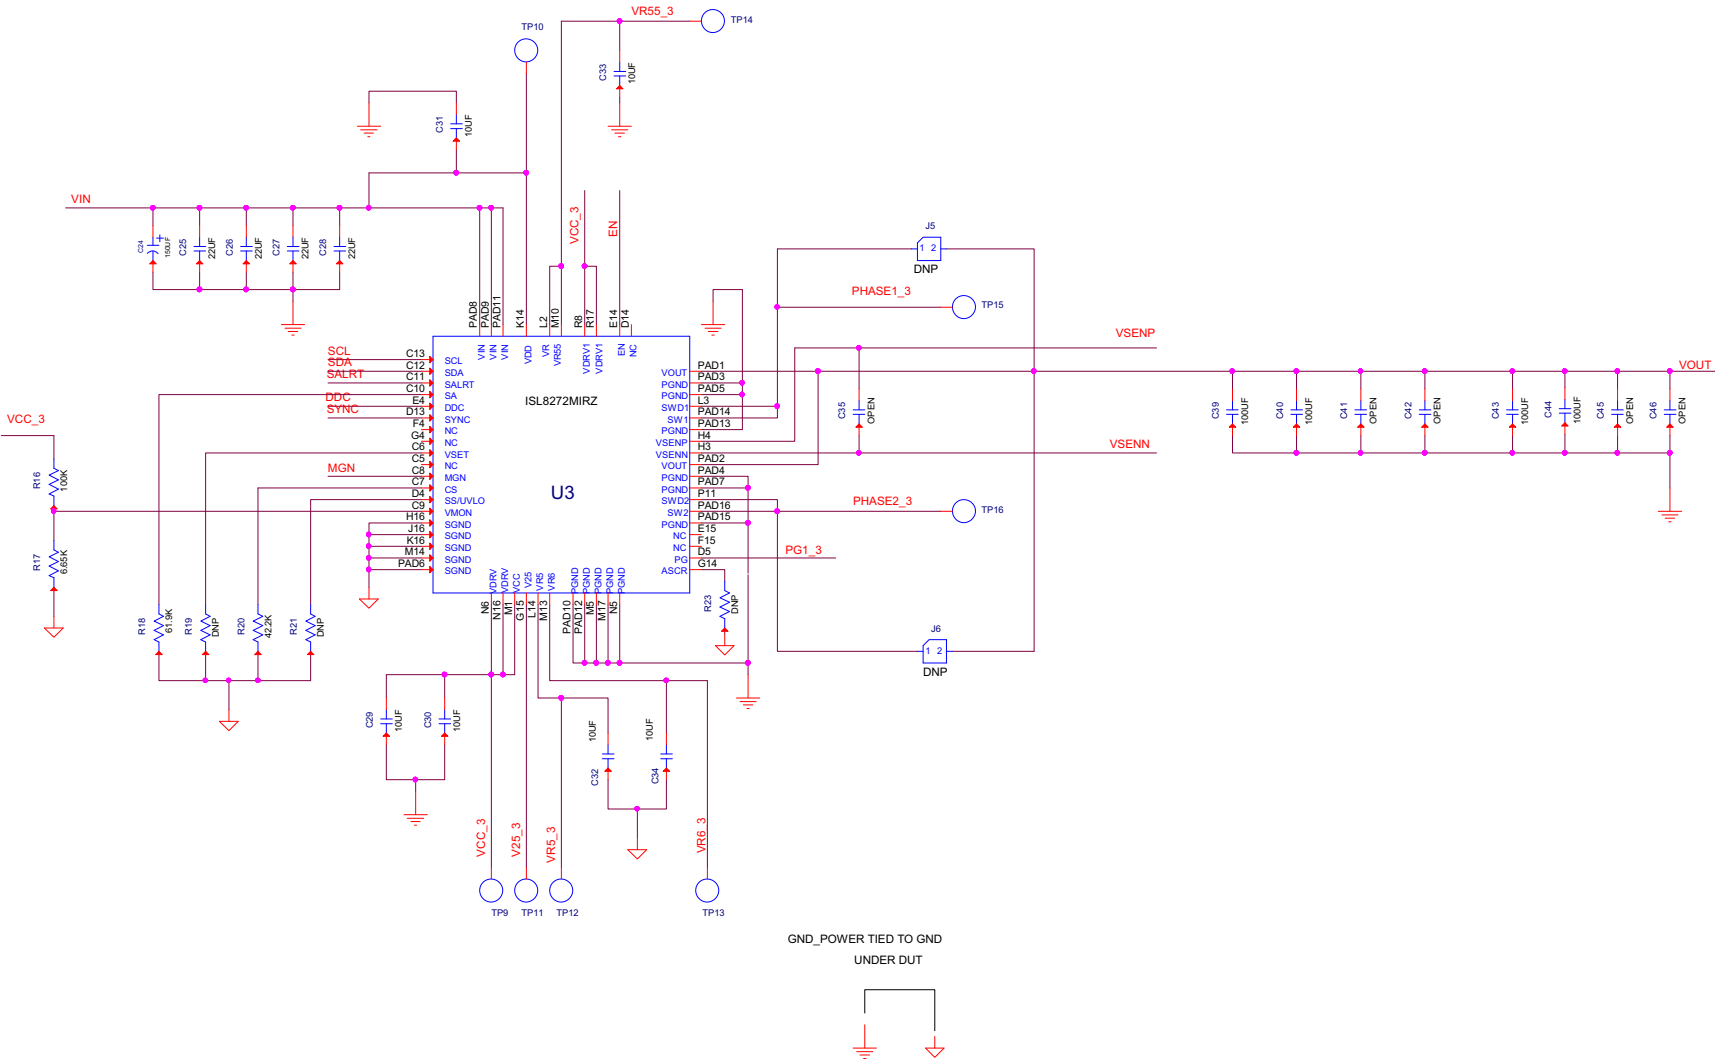 VR55_3
TP14
TP10
C33
10UF
C31
10UF
VIN
C24
150UF
C25
22UF
C26
22UF
C27
22UF
C28
22UF
VCC_3
EN
J5
1 2
DNP
PHASE1_3
TP15
VSENP
VOUT
PAD8
PAD9
PAD11
K14
L2
M10
R8
R17
E14
D14
VIN
VIN
VIN
VDD
VR
VR55
VDRV1
VDRV1
EN
NC
ISL8272MIRZ
U3
SCL C13 SCL
SDA C12 SDA
SALRT C11 SALRT
C10 SA
DDC E4 DDC
SYNC D13 SYNC
F4 NC
G4 NC
C6 VSET
C5 NC
MGN C8 MGN
C7 CS
D4 SS/UVLO
C9 VMON
H16 SGND
J16 SGND
K16 SGND
M14 SGND
PAD6 SGND
VOUT PAD1
PGND PAD3
PGND PAD5
SWD1 L3
SW1 PAD14
PGND PAD13
VSENP H4
VSENN H3
VOUT PAD2
PGND PAD4
PGND PAD7
SWD2 P11
SW2 PAD16
PGND PAD15
NC E15
NC F15
PG D5
ASCR G14
C35
OPEN
VSENN
C39
100UF
C40
100UF
C41
OPEN
C42
OPEN
C43
100UF
C44
100UF
C45
OPEN
C46
OPEN
VCC_3
R16
100K
R17
6.65K
PHASE2_3
TP16
PG1_3
VDRV
VDRV
VCC
V25
VR5
VR6
PGND
PGND
PGND
PGND
PGND
N6
N16
M1
G15
L14
M13
PAD10
PAD12
M5
M17
N5
R18
61.9K
R19
DNP
R20
422K
R21
DNP
R23
DNP
J6
1 2
DNP
C29
10UF
C30
10UF
10UF
C32
10UF
C34
VCC_3
V25_3
VR5_3
VR6_3
TP9
TP11
TP12
TP13
GND_POWER TIED TO GND
UNDER DUT